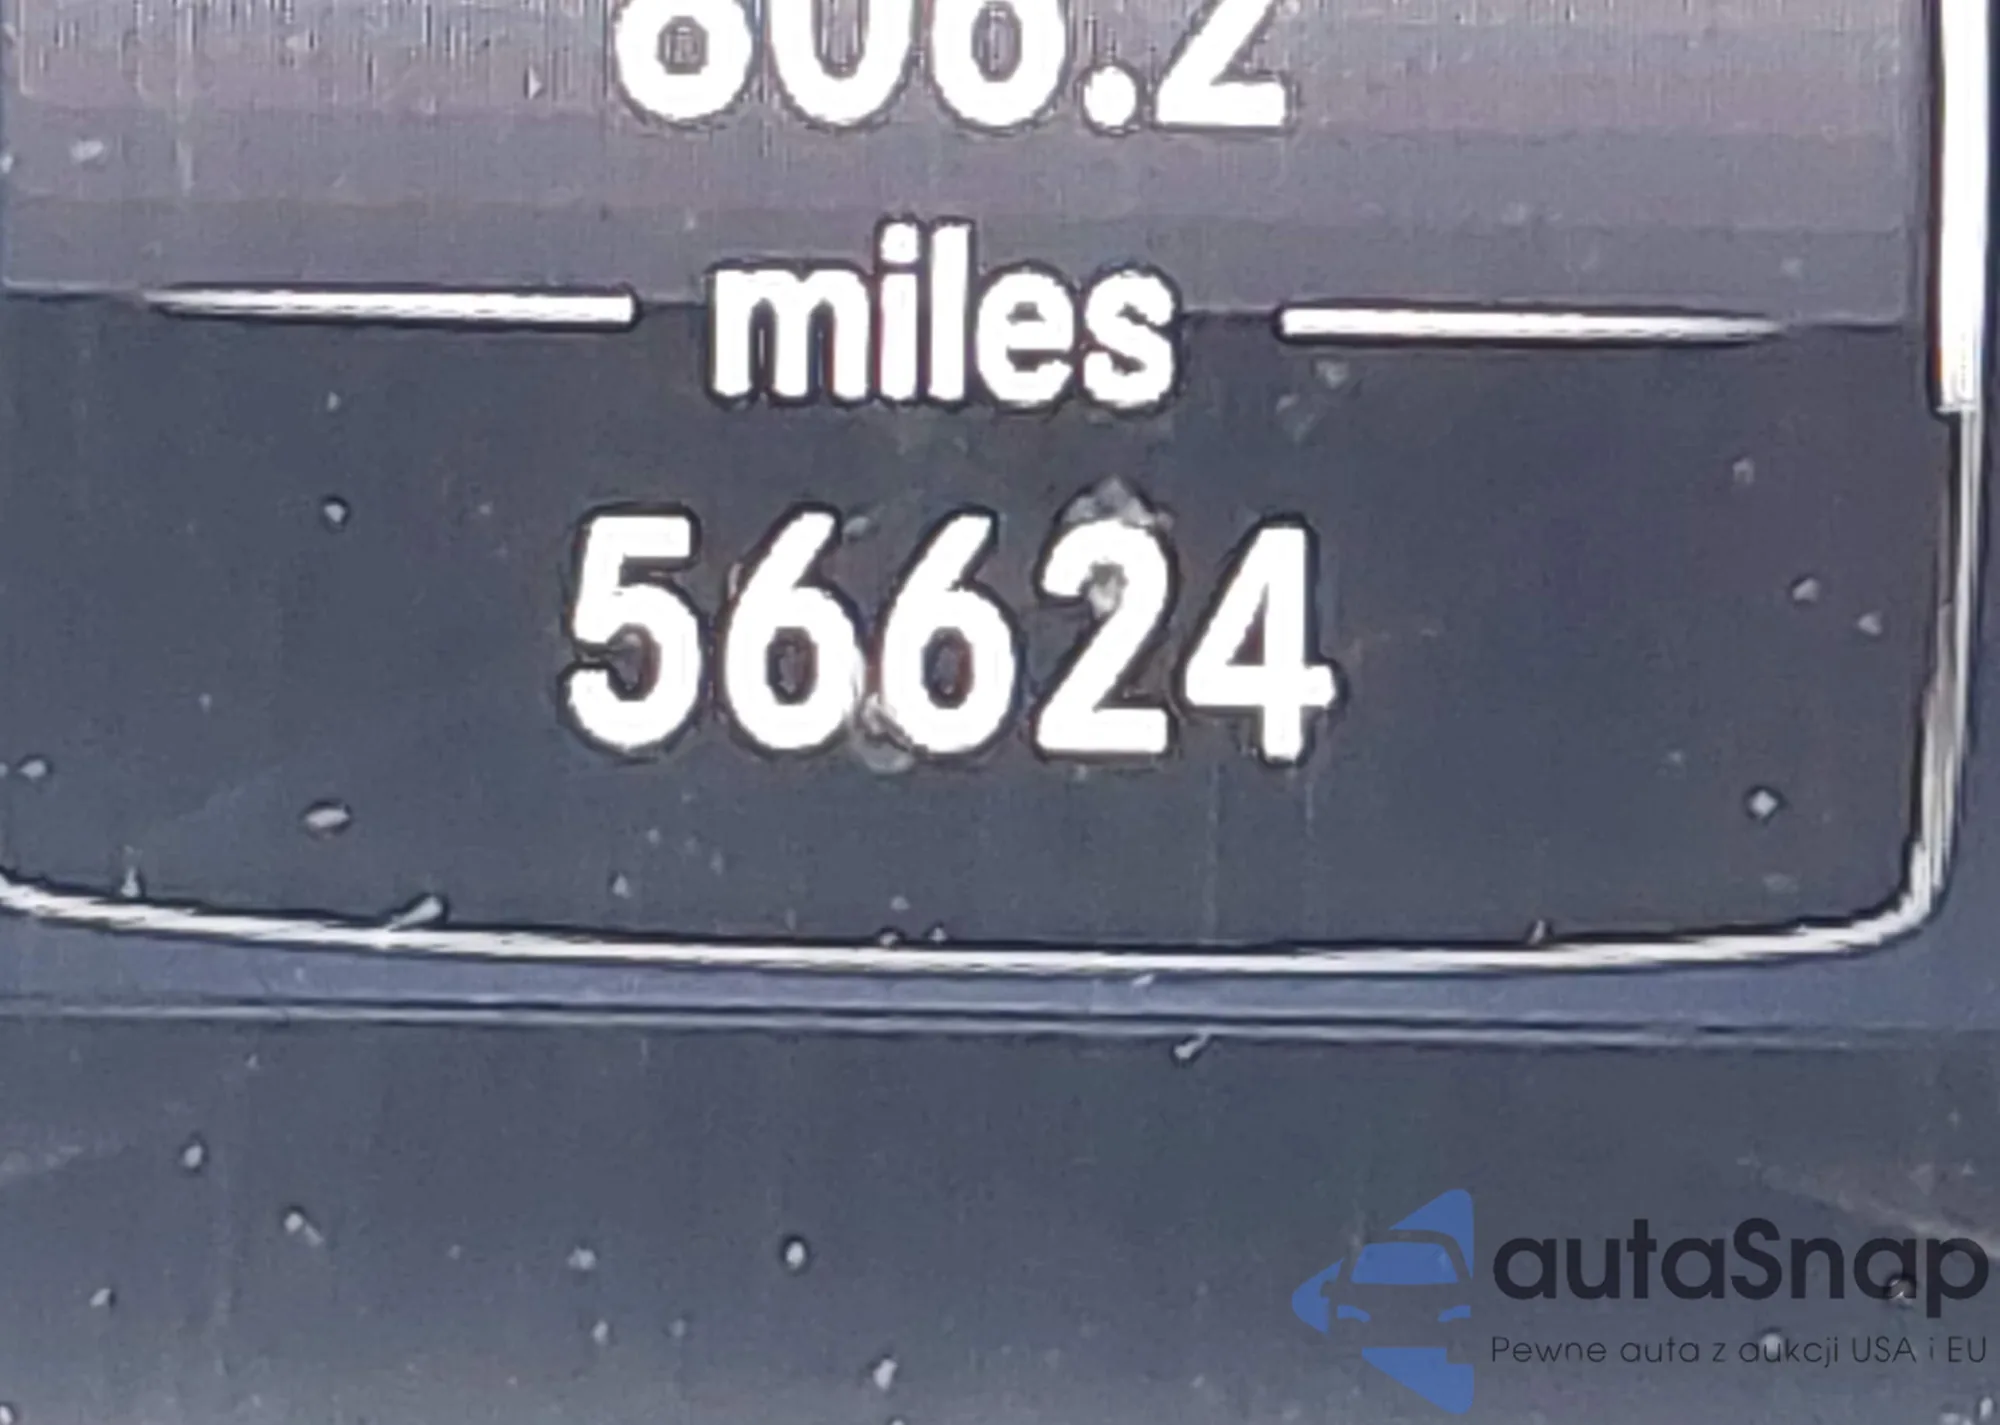 miles
56624
autaSnap
Pewne auta z aukcji USA i EU